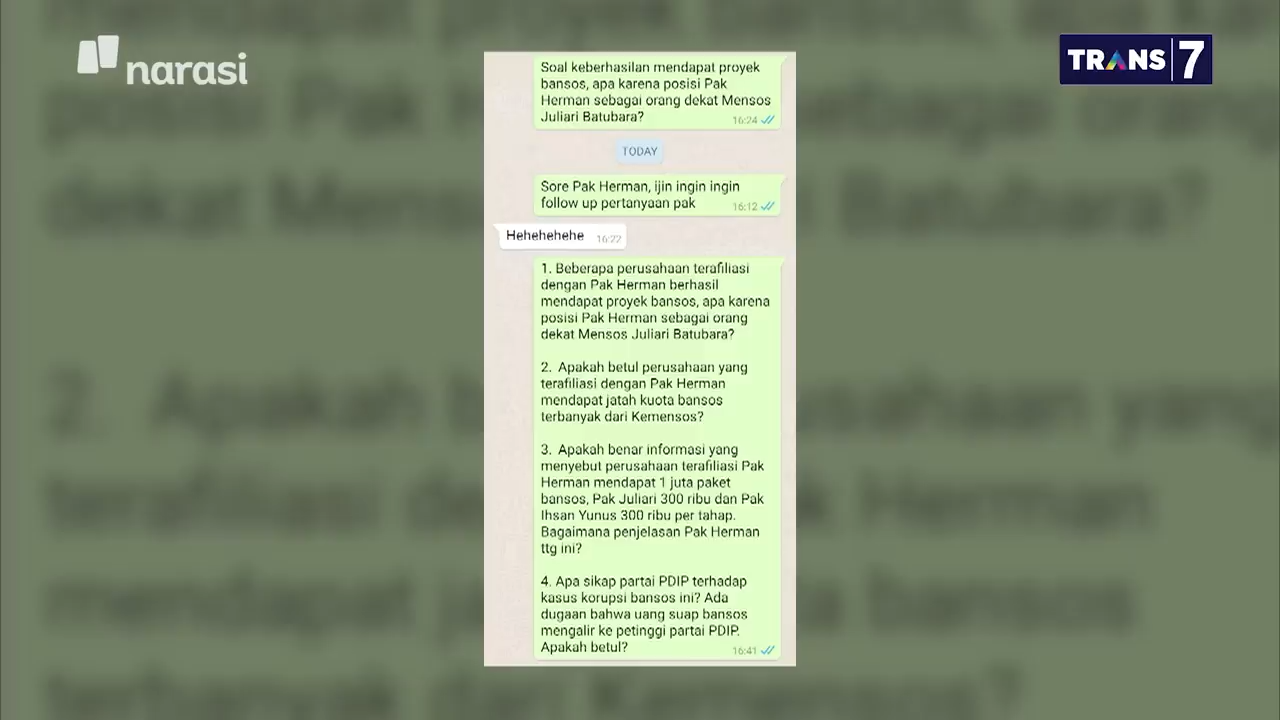 narasi
TRANS 7
Soal keberhasilan mendapat proyek
bansos, apa karena posisi Pak
Herman sebagai orang dekat Mensos
Juliari Batubara?
16:24
TODAY
Sore Pak Herman, ijin ingin ingin
follow up pertanyaan pak
16:12
Hehehehehe 16:22
1. Beberapa perusahaan terafiliasi
dengan Pak Herman berhasil
mendapat proyek bansos, apa karena
posisi Pak Herman sebagai orang
dekat Mensos Juliari Batubara?
2. Apakah betul perusahaan yang
terafiliasi dengan Pak Herman
mendapat jatah kuota bansos
terbanyak dari Kemensos?
3. Apakah benar informasi yang
menyebut perusahaan terafiliasi Pak
Herman mendapat 1 juta paket
bansos, Pak Juliari 300 ribu dan Pak
Ihsan Yunus 300 ribu per tahap.
Bagaimana penjelasan Pak Herman
ttg ini?
4. Apa sikap partai PDIP terhadap
kasus korupsi bansos ini? Ada
dugaan bahwa uang suap bansos
mengalir ke petinggi partai PDIP.
Apakah betul?
16:41